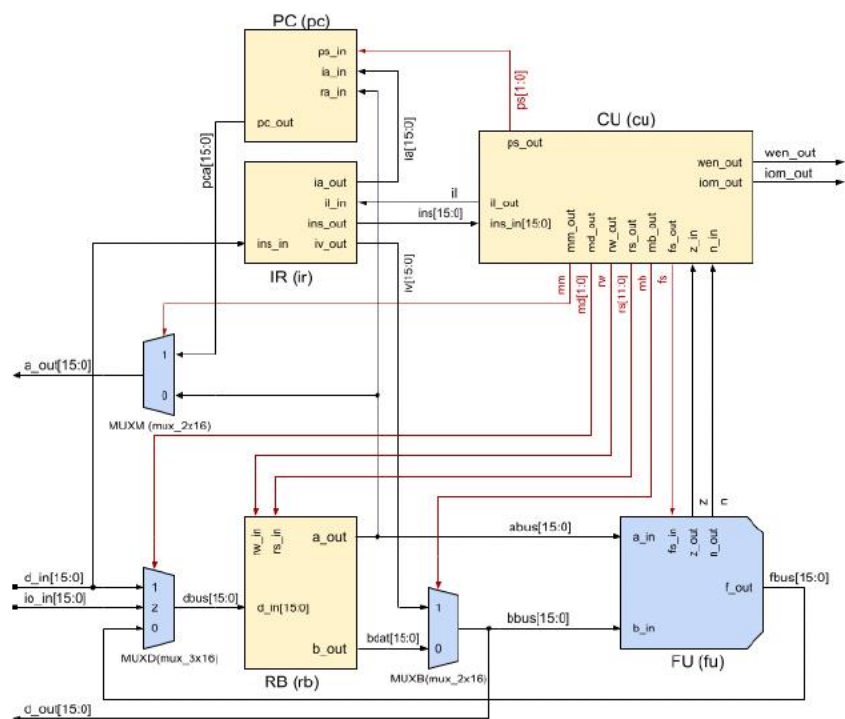 PC (pc)
ps_in
ia_in
ra_in
pc_out
ps[1:0]
ia[15:0]
pca[15:0]
CU (cu)
ps_out
wen_out
iom_out
wen_out
iom_out
il_out
ins_in[15:0]
mm_out
md_out
rw_out
rs_out
mb_out
fs_out
z_in
n_in
ia_out
il_in
ins_out
iv_out
ins_in
IR (ir)
il
ins[15:0]
iv[15:0]
mm
md[1:0]
rw
rs[11:0]
mb
fs
a_out[15:0]
1
0
MUXM (mux_2x16)
z
n
rw_in
rs_in
a_out
d_in[15:0]
b_out
RB (rb)
abus[15:0]
a_in
fs_in
z_out
n_out
f_out
b_in
FU (fu)
fbus[15:0]
d_in[15:0]
io_in[15:0]
1
2
0
dbus[15:0]
MUXD(mux_3x16)
bdat[15:0]
1
0
MUXB(mux_2x16)
bbus[15:0]
d_out[15:0]